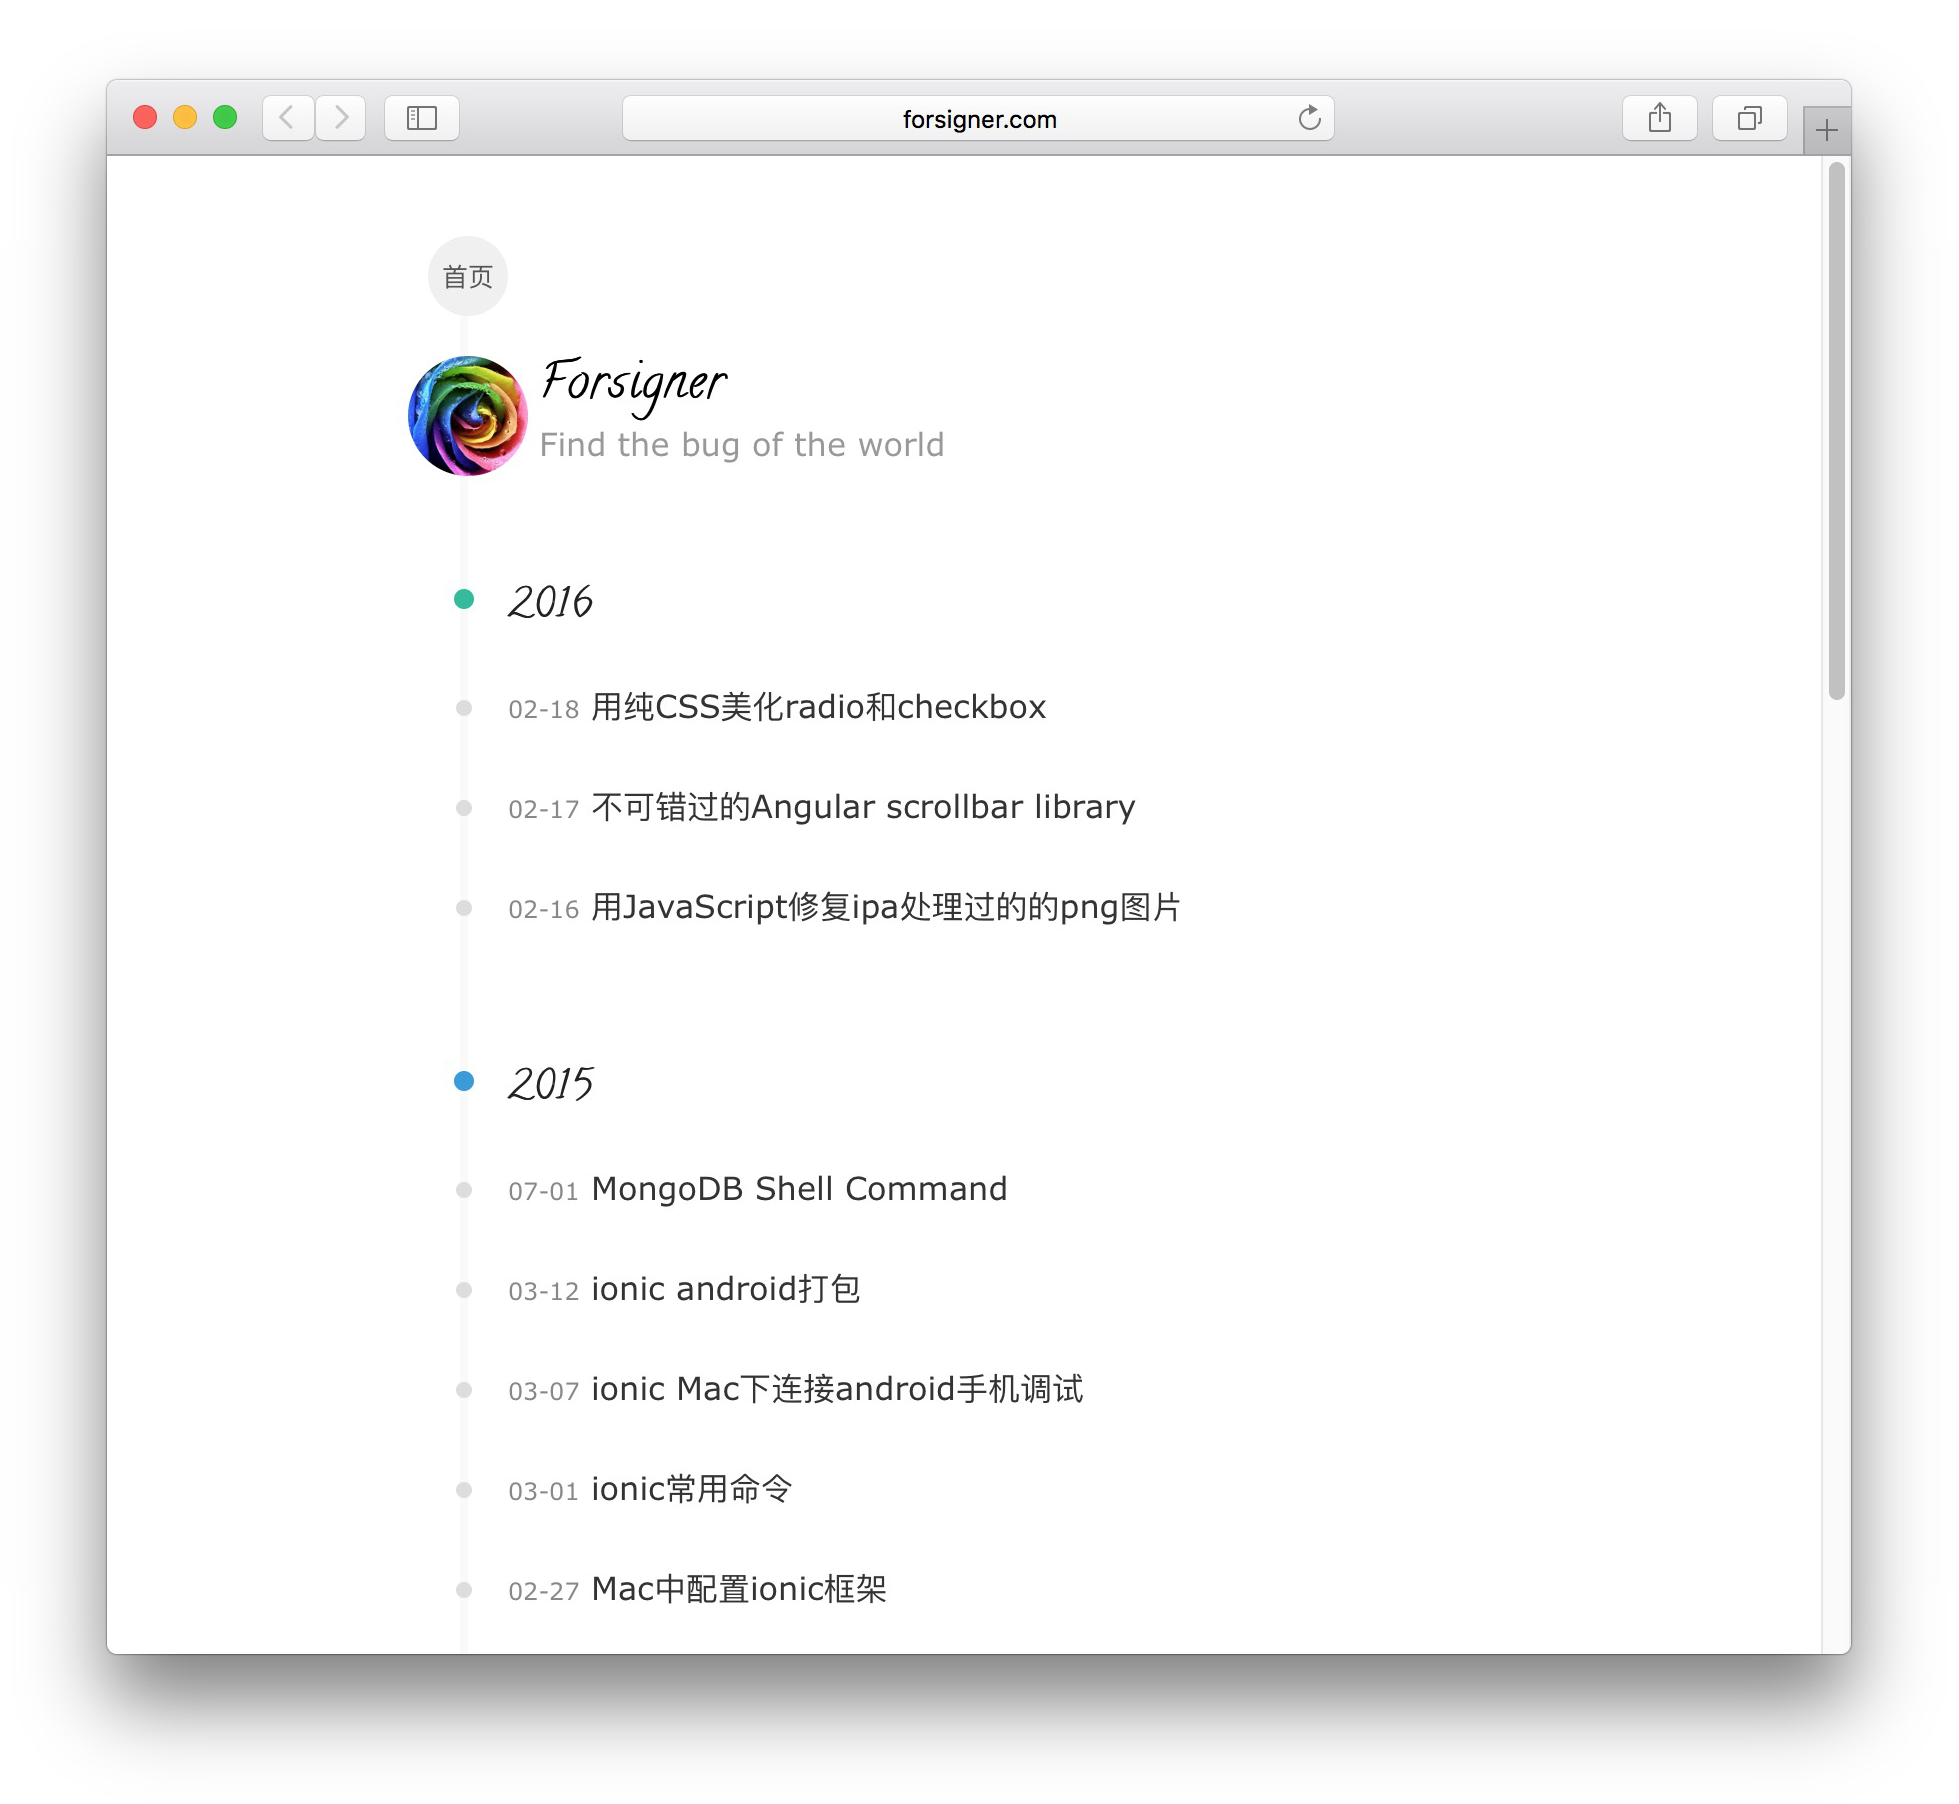 forsigner.com
首页
Forsigner
Find the bug of the world
2016
02-18 用纯CSS美化radio和checkbox
02-17 不可错过的Angular scrollbar library
02-16 用JavaScript修复ipa处理过的的png图片
2015
07-01 MongoDB Shell Command
03-12 ionic android打包
03-07 ionic Mac下连接android手机调试
03-01 ionic常用命令
02-27 Mac中配置ionic框架